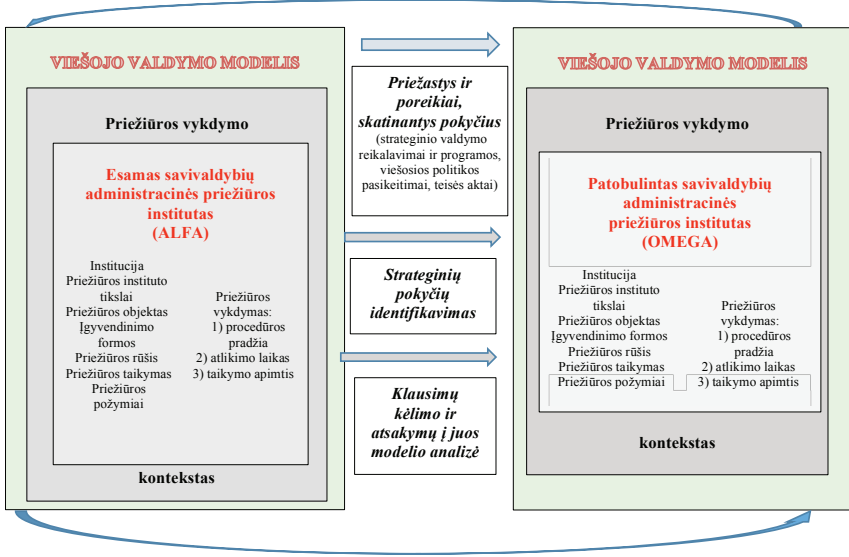 VIEŠOJO VALDYMO MODELIS
Priežiūros vykdymo
Esamas savivaldybių
administracinės priežiūros
institutas
(ALFA)
Institucija
Priežiūros instituto
tikslai
Priežiūros objektas
Įgyvendinimo
formos
Priežiūros rūšis
Priežiūros taikymas
Priežiūros
požymiai
Priežiūros
vykdymas:
1) procedūros
pradžia
2) atlikimo laikas
3) taikymo apimtis
kontekstas
Priežastys ir
poreikiai,
skatinantys pokyčius
(strateginio valdymo
reikalavimai ir programos,
viešosios politikos
pasikeitimai, teisės aktai)
Strateginių
pokyčių
identifikavimas
Klausimų
kėlimo ir
atsakymų į juos
modelio analizė
VIEŠOJO VALDYMO MODELIS
Priežiūros vykdymo
Patobulintas savivaldybių
administracinės
priežiūros institutas
(OMEGA)
Institucija
Priežiūros instituto
tikslai
Priežiūros objektas
Įgyvendinimo formos
Priežiūros rūšis
Priežiūros taikymas
Priežiūros požymiai
Priežiūros
vykdymas:
1) procedūros
pradžia
2) atlikimo laikas
3) taikymo apimtis
kontekstas